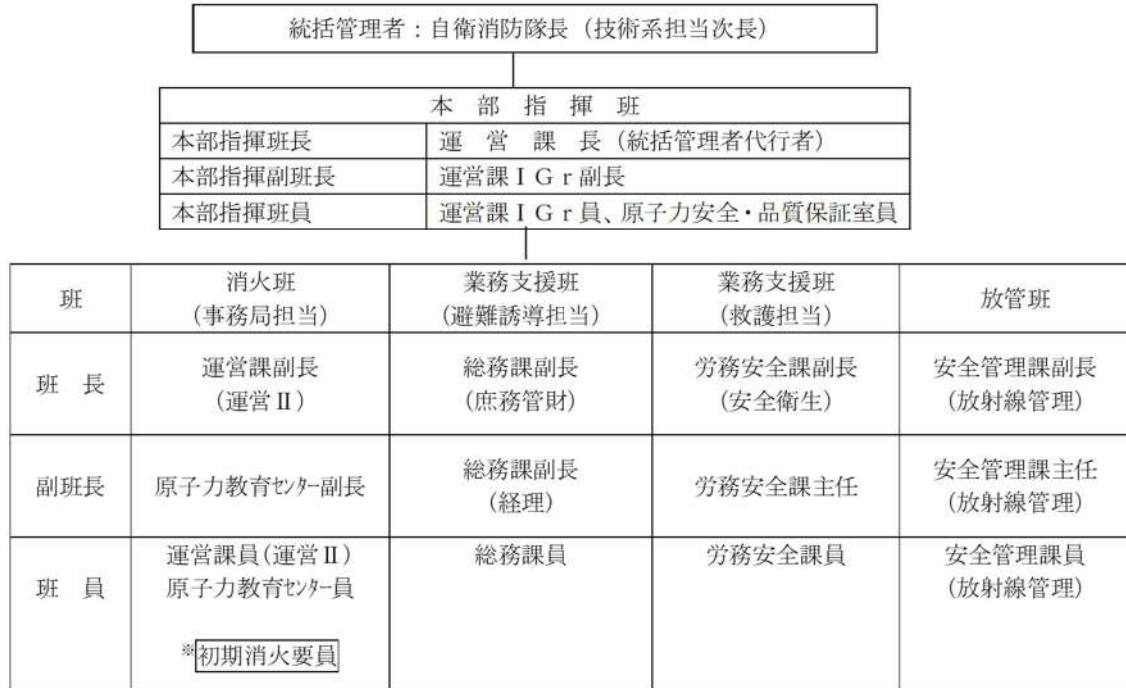 統括管理者：自衛消防隊長（技術系担当次長）
本 部 指 揮 班
本部指揮班長 運 営 課 長（統括管理者代行者）
本部指揮副班長 運営課ＩＧｒ副長
本部指揮班員 運営課ＩＧｒ員、原子力安全・品質保証室員
班 消火班 業務支援班 業務支援班 放管班
(事務局担当) (避難誘導担当) (救護担当)
班 長 運営課副長 総務課副長 労務安全課副長 安全管理課副長
(運営Ⅱ) (庶務管財) (安全衛生) (放射線管理)
副班長 原子力教育ｾﾝﾀｰ副長 総務課副長 労務安全課主任 安全管理課主任
(経理) (放射線管理)
班 員 運営課員(運営Ⅱ) 総務課員 労務安全課員 安全管理課員
原子力教育ｾﾝﾀｰ員 (放射線管理)
※初期消火要員